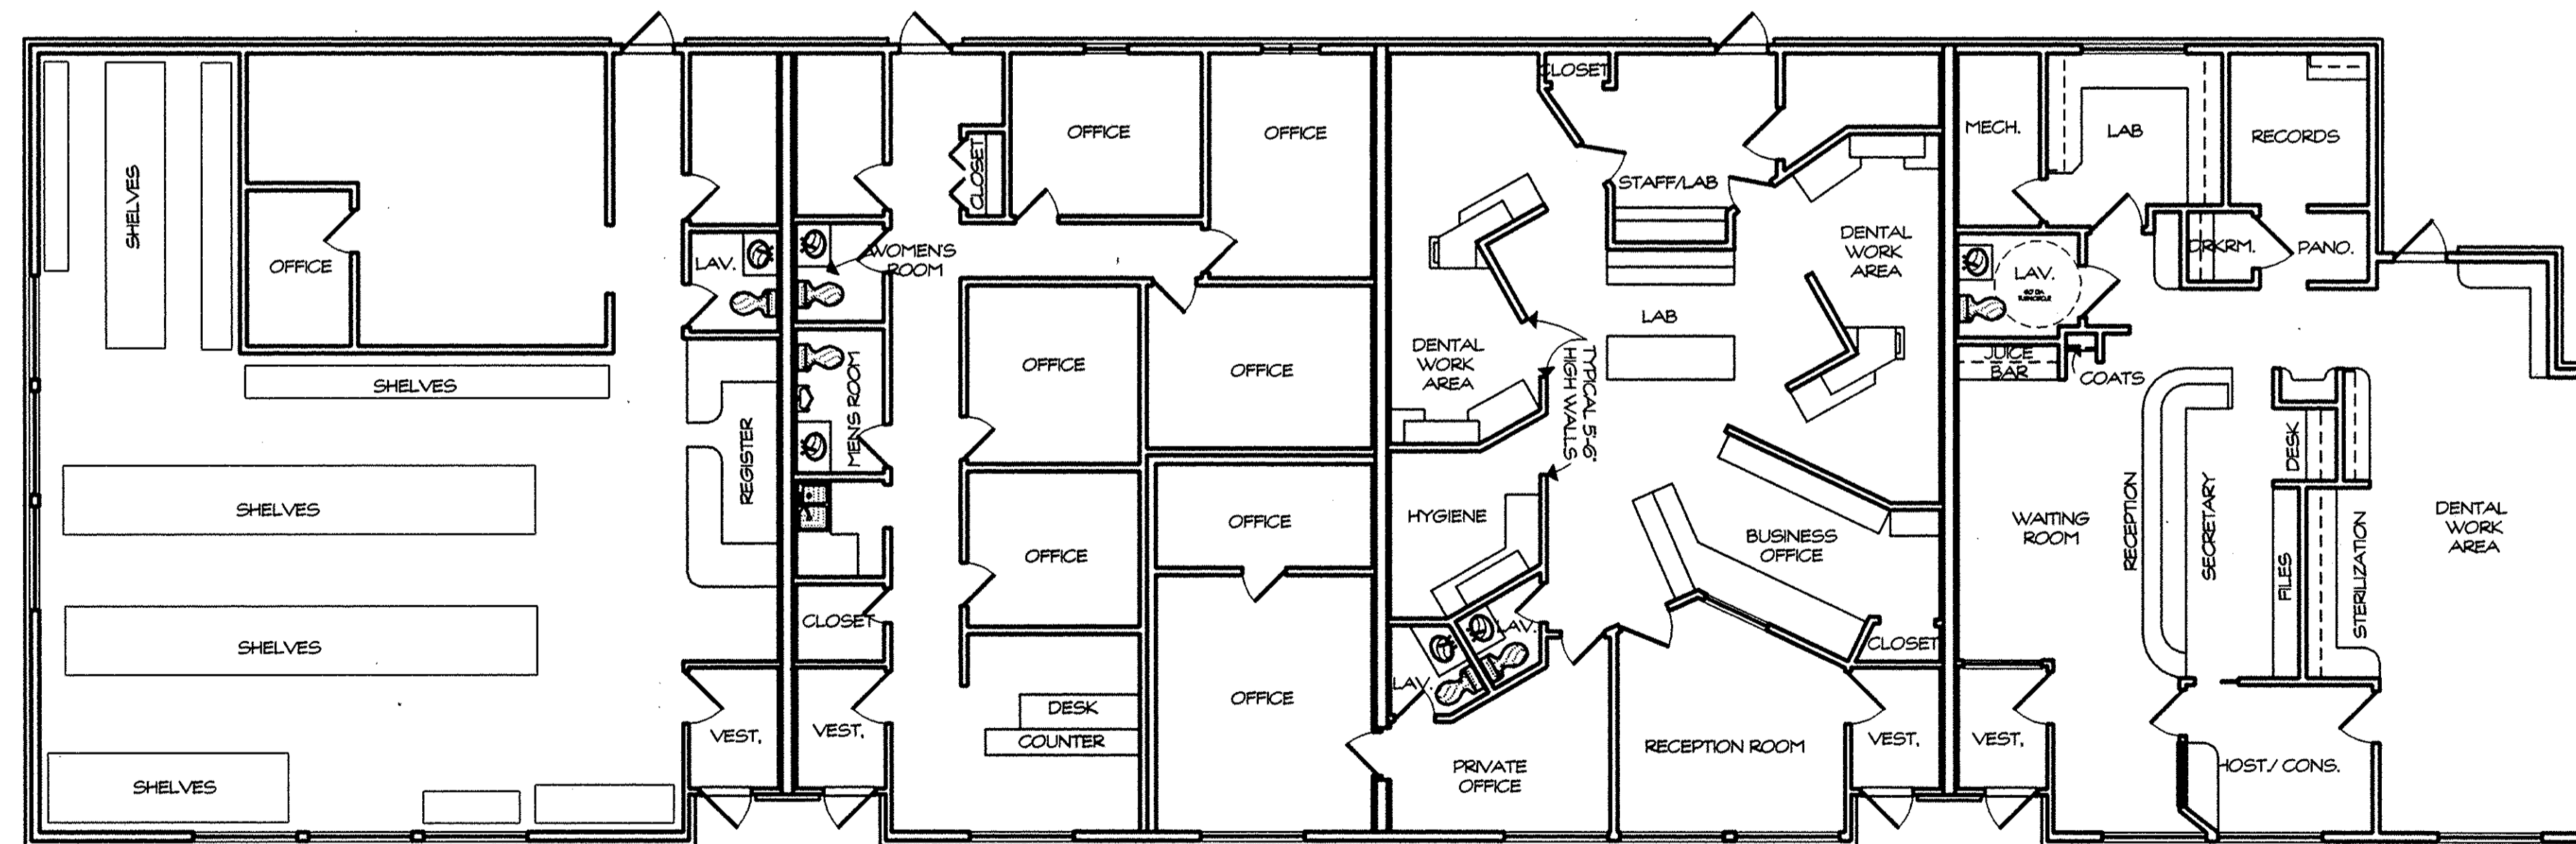 SHELVES
OFFICE
SHELVES
SHELVES
SHELVES
SHELVES
REGISTER
LAV.
VEST.
WOMEN'S
ROOM
MEN'S ROOM
CLOSET
VEST.
CLOSET
OFFICE
OFFICE
OFFICE
OFFICE
OFFICE
OFFICE
OFFICE
DESK
COUNTER
CLOSET
STAFF/LAB
DENTAL
WORK
AREA
LAB
DENTAL
WORK
AREA
TYPICAL 5'-6"
HIGH WALLS
HYGIENE
BUSINESS
OFFICE
LAV.
LAV.
CLOSET
PRIVATE
OFFICE
RECEPTION ROOM
VEST.
MECH.
LAB
RECORDS
DRKRM.
PANO.
LAV.
JUICE
BAR
COATS
WAITING
ROOM
RECEPTION
SECRETARY
DESK
FILES
STERILIZATION
DENTAL
WORK
AREA
VEST.
HOST./ CONS.